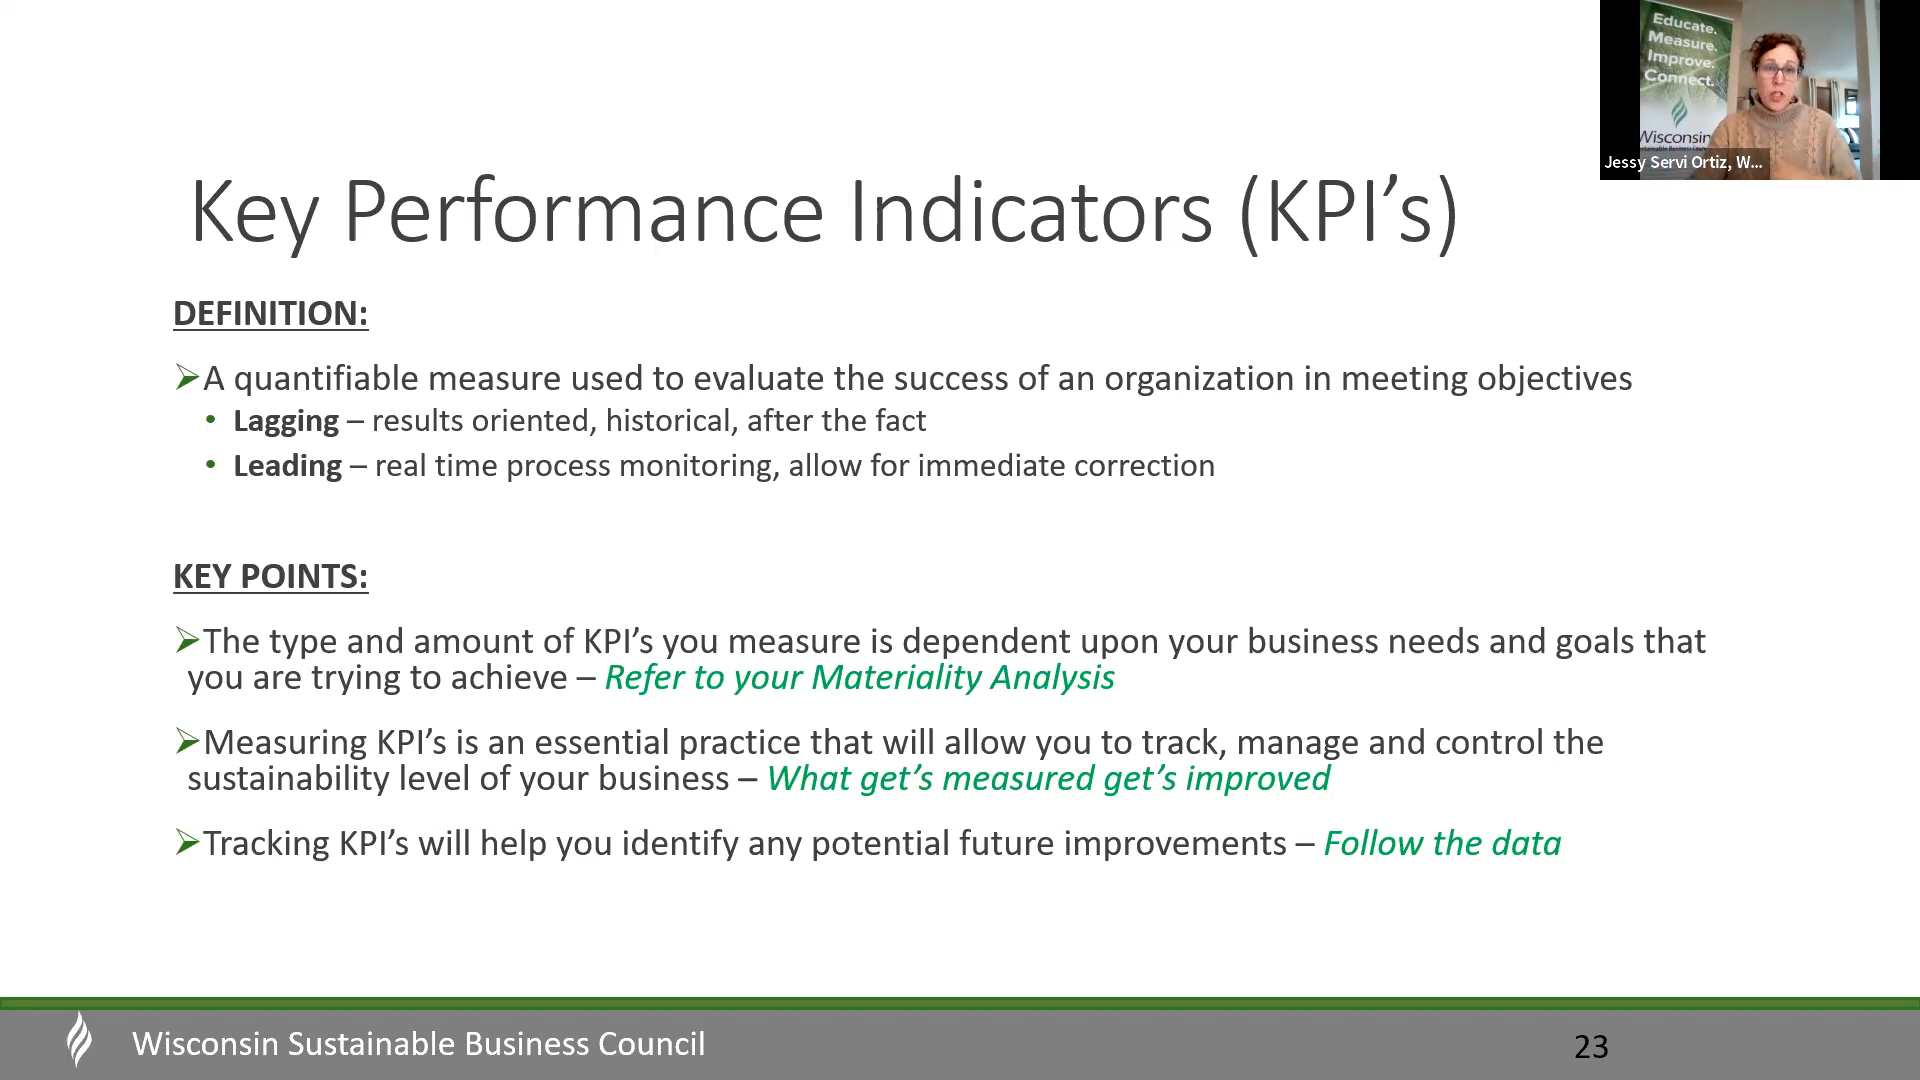 Educate.
Measure.
Improve.
Connect.
Wisconsin
Jessy Servi Ortiz, W...
Key Performance Indicators (KPI’s)
DEFINITION:
➢A quantifiable measure used to evaluate the success of an organization in meeting objectives
• Lagging – results oriented, historical, after the fact
• Leading – real time process monitoring, allow for immediate correction
KEY POINTS:
➢The type and amount of KPI’s you measure is dependent upon your business needs and goals that
you are trying to achieve – Refer to your Materiality Analysis
➢Measuring KPI’s is an essential practice that will allow you to track, manage and control the
sustainability level of your business – What get’s measured get’s improved
➢Tracking KPI’s will help you identify any potential future improvements – Follow the data
Wisconsin Sustainable Business Council
23